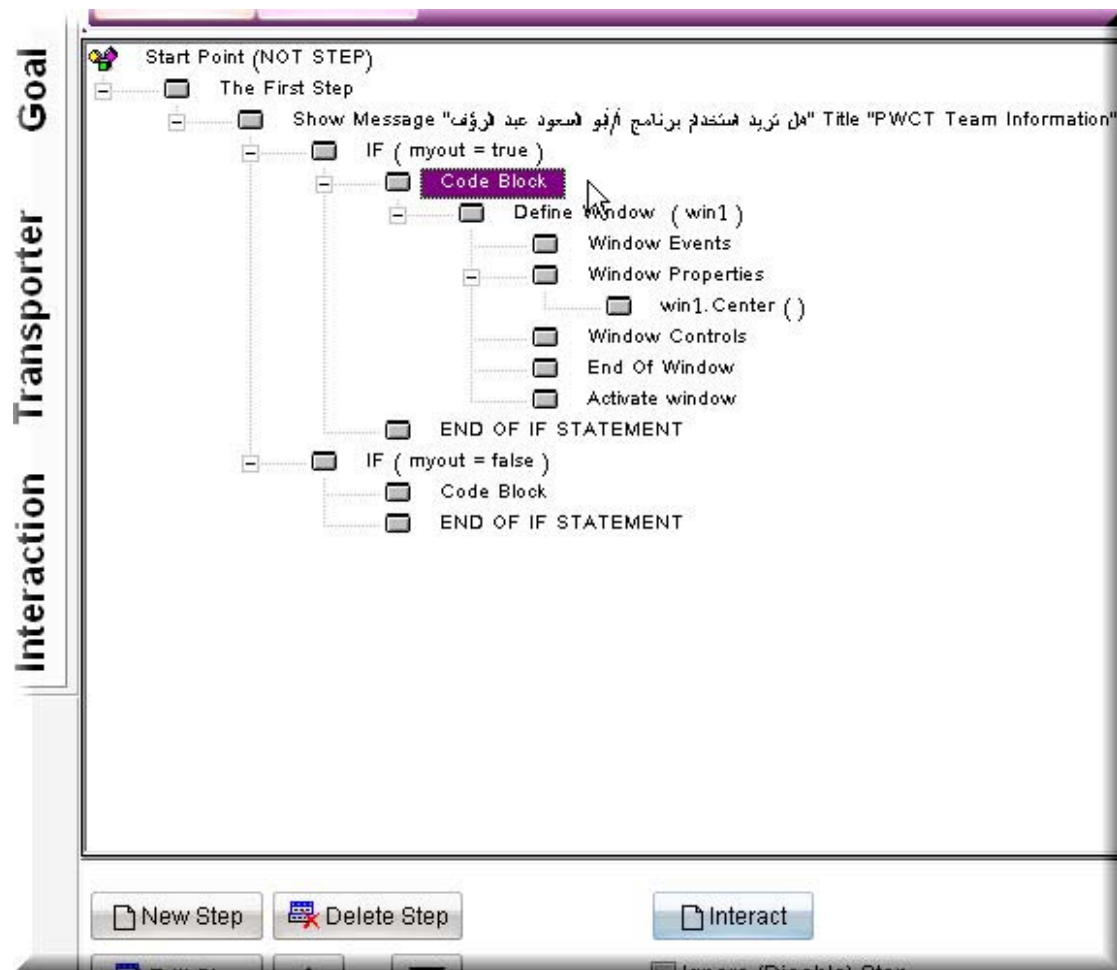 Goal
Transporter
Interaction
Start Point (NOT STEP)
The First Step
Show Message "هل تريد استخدام برنامج أ/أبو السعود عبد الرؤف" Title "PWCT Team Information"
IF ( myout = true )
Code Block
Define Window ( win1 )
Window Events
Window Properties
win1.Center ()
Window Controls
End Of Window
Activate window
END OF IF STATEMENT
IF ( myout = false )
Code Block
END OF IF STATEMENT
New Step
Delete Step
Interact
Ignore (Disable) Step